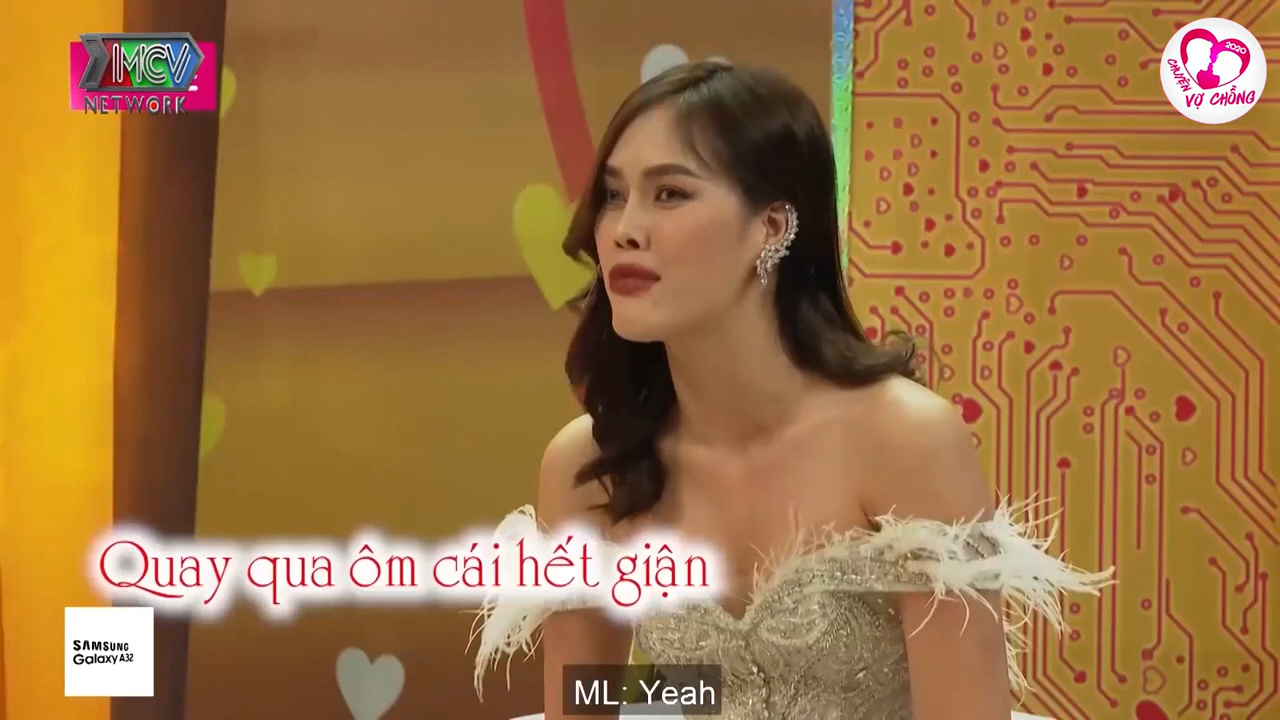 MCV
NETWORK
2020
CHUYỆN
VỢ CHỒNG
Quay qua ôm cái hết giận
SAMSUNG
Galaxy A32
ML: Yeah